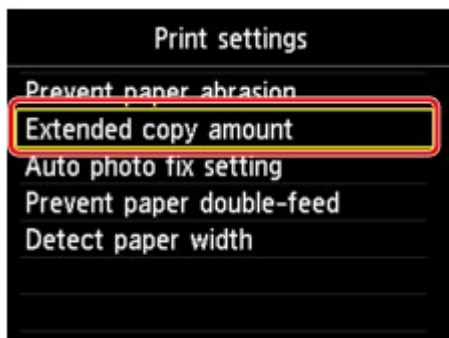 Print settings
Prevent paper abrasion
Extended copy amount
Auto photo fix setting
Prevent paper double-feed
Detect paper width